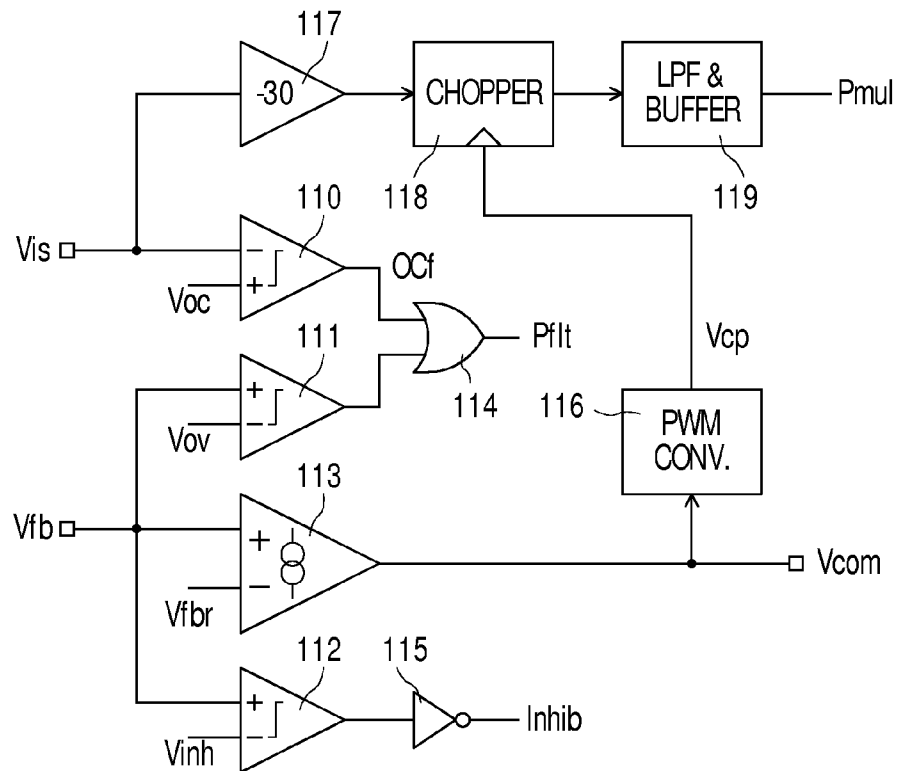 117
-30
CHOPPER
LPF &
BUFFER
Pmul
118
119
110
Vis
−
+
Voc
OCf
111
Pflt
Vcp
114
+
−
Vov
116
PWM
CONV.
113
Vfb
+
−
Vfbr
Vcom
112
115
+
−
Vinh
Inhib